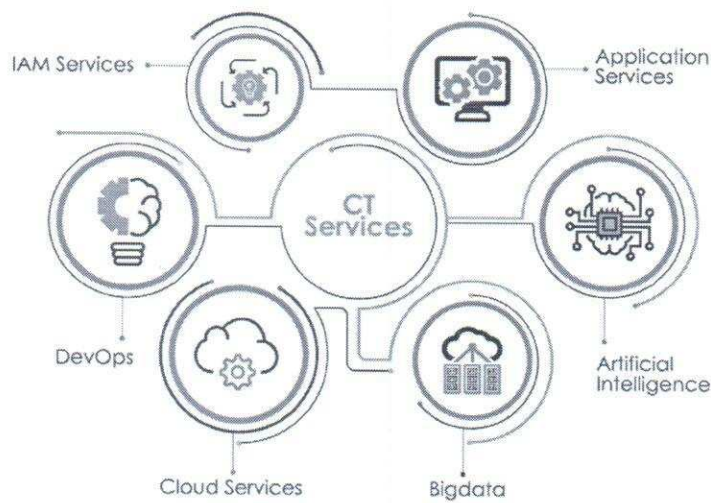 IAM Services
Application
Services
CT
Services
DevOps
Artificial
Intelligence
Cloud Services
Bigdata